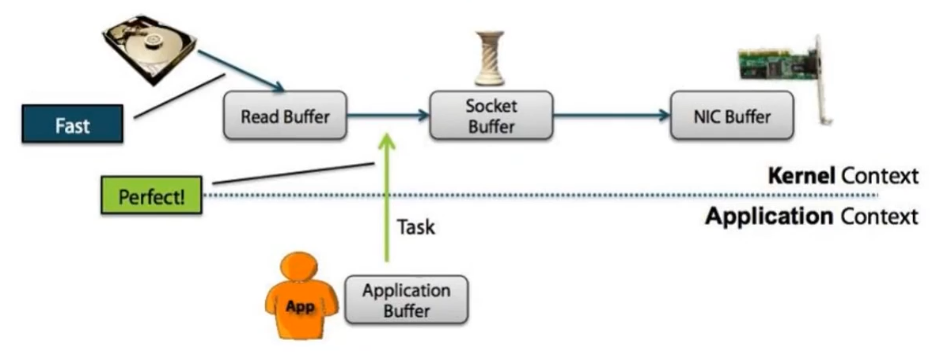 Fast
Read Buffer
Socket
Buffer
NIC Buffer
Perfect!
Kernel Context
Application Context
Task
App
Application
Buffer